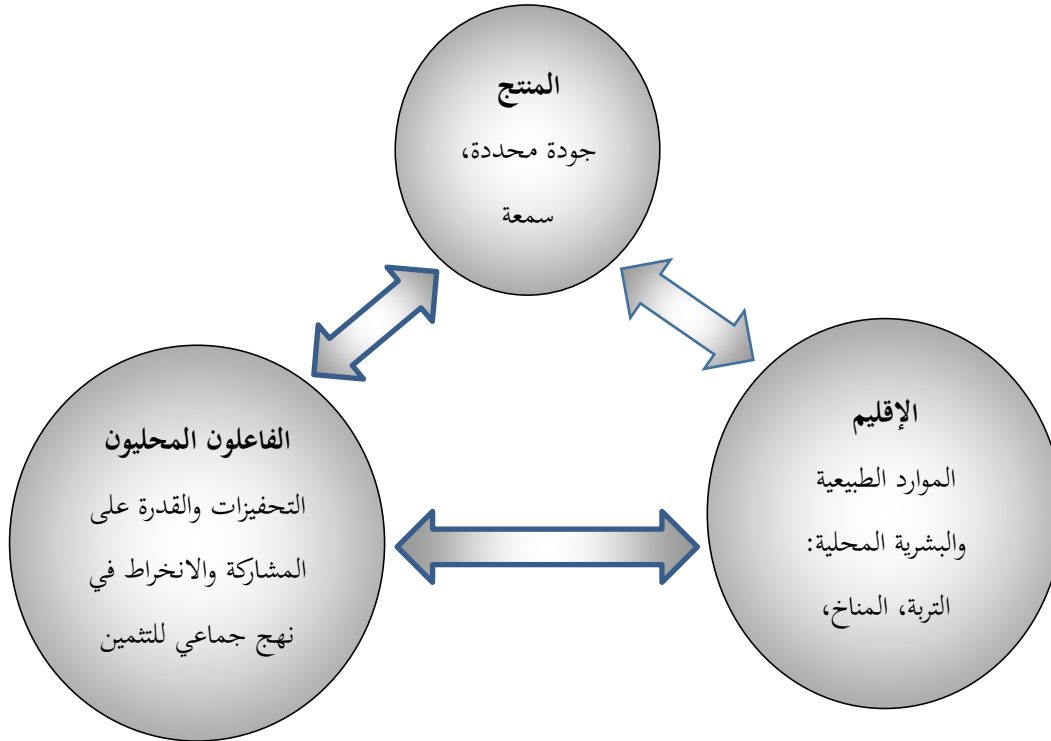 المنتج
جودة محددة،
سمعة
الإقليم
الموارد الطبيعية
والبشرية المحلية:
التربة، المناخ،
الفاعلون المحليون
التحفيزات والقدرة على
المشاركة والانخراط في
نهج جماعي للتثمين